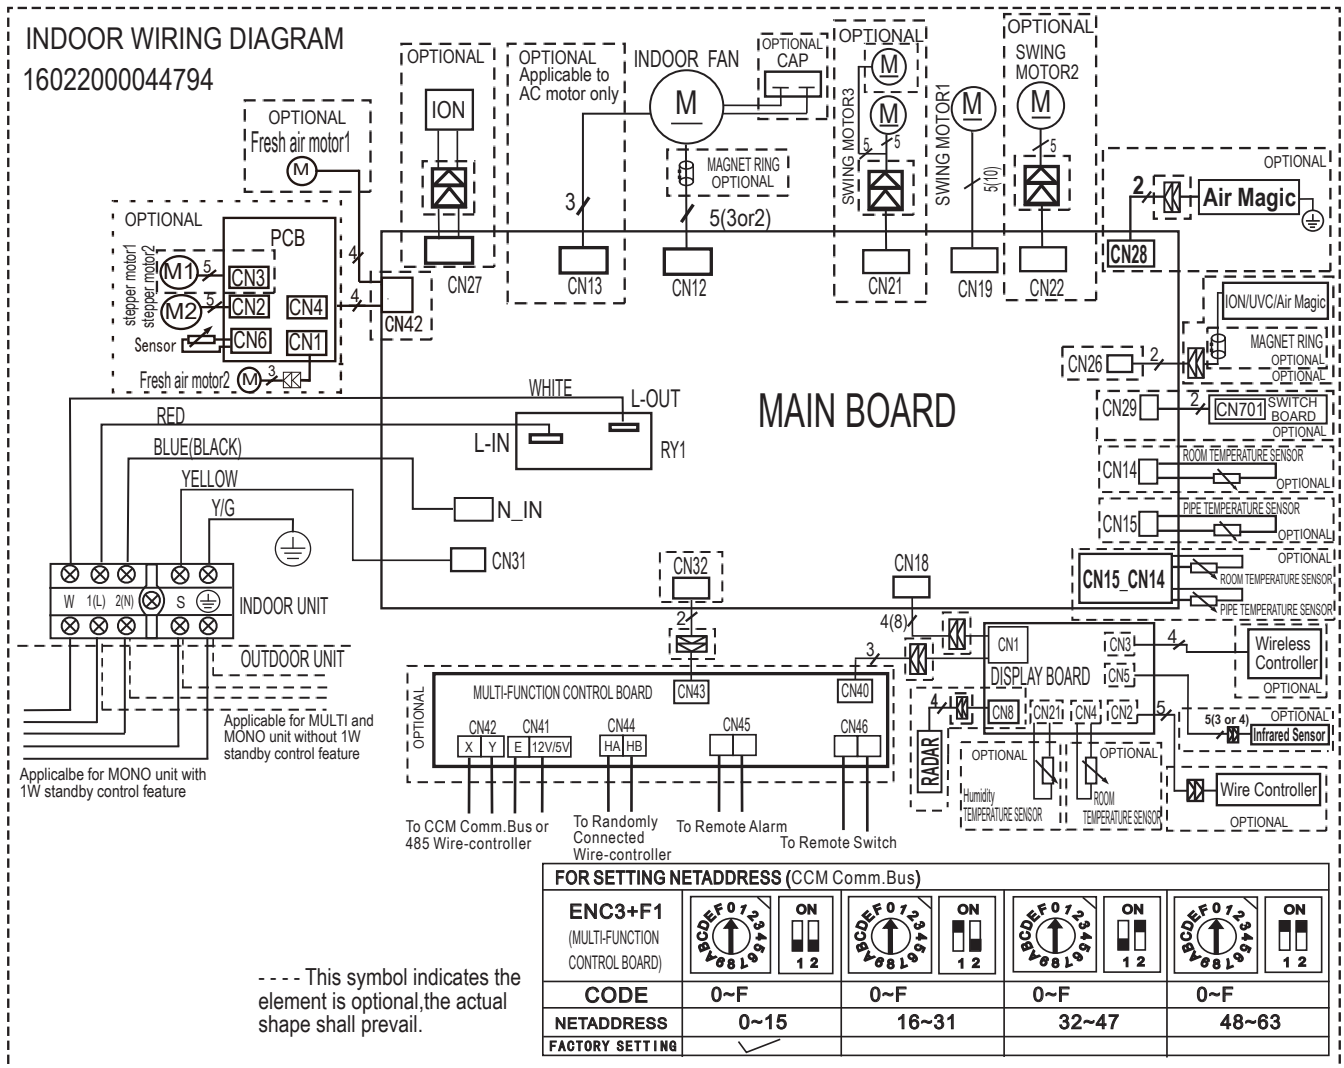 INDOOR WIRING DIAGRAM
16022000044794
OPTIONAL
Fresh air motor1
M
4
OPTIONAL
PCB
stepper motor1
stepper motor2
M1
5
CN3
M2
5
CN2
CN4
Sensor
CN6
CN1
Fresh air motor2
M
3
4
CN42
OPTIONAL
ION
CN27
OPTIONAL
Applicable to
AC motor only
3
CN13
INDOOR FAN
M
OPTIONAL
CAP
MAGNET RING
OPTIONAL
5(3or2)
CN12
OPTIONAL
M
SWING MOTOR3
M
5
5
CN21
SWING MOTOR1
M
5(10)
CN19
OPTIONAL
SWING
MOTOR2
M
5
CN22
OPTIONAL
2
Air Magic
CN28
ION/UVC/Air Magic
MAGNET RING
OPTIONAL
OPTIONAL
CN26
2
CN29
2
CN701
SWITCH
BOARD
OPTIONAL
ROOM TEMPERATURE SENSOR
CN14
OPTIONAL
PIPE TEMPERATURE SENSOR
CN15
OPTIONAL
OPTIONAL
CN15_CN14
ROOM TEMPERATURE SENSOR
PIPE TEMPERATURE SENSOR
MAIN BOARD
WHITE
L-OUT
RED
L-IN
RY1
BLUE(BLACK)
N_IN
YELLOW
CN31
Y/G
W
1(L)
2(N)
S
INDOOR UNIT
OUTDOOR UNIT
Applicable for MULTI and
MONO unit without 1W
standby control feature
Applicalbe for MONO unit with
1W standby control feature
CN32
2
CN18
4(8)
3
OPTIONAL
MULTI-FUNCTION CONTROL BOARD
CN43
CN40
CN42
X
Y
CN41
E
12V/5V
CN44
HA
HB
CN45
CN46
To CCM Comm.Bus or
485 Wire-controller
To Randomly
Connected
Wire-controller
To Remote Alarm
To Remote Switch
CN1
DISPLAY BOARD
CN3
CN5
CN8
CN21
CN4
CN2
4
RADAR
4
Wireless
Controller
OPTIONAL
5
5(3 or 4)
OPTIONAL
Infrared Sensor
Wire Controller
OPTIONAL
OPTIONAL
Humidity
TEMPERATURE SENSOR
OPTIONAL
ROOM
TEMPERATURE SENSOR
- - - - This symbol indicates the
element is optional,the actual
shape shall prevail.
FOR SETTING NETADDRESS (CCM Comm.Bus)
ENC3+F1
(MULTI-FUNCTION
CONTROL BOARD)
0123456789ABCDEF
ON
1 2
0123456789ABCDEF
ON
1 2
0123456789ABCDEF
ON
1 2
0123456789ABCDEF
ON
1 2
CODE
0~F
0~F
0~F
0~F
NETADDRESS
0~15
16~31
32~47
48~63
FACTORY SETTING